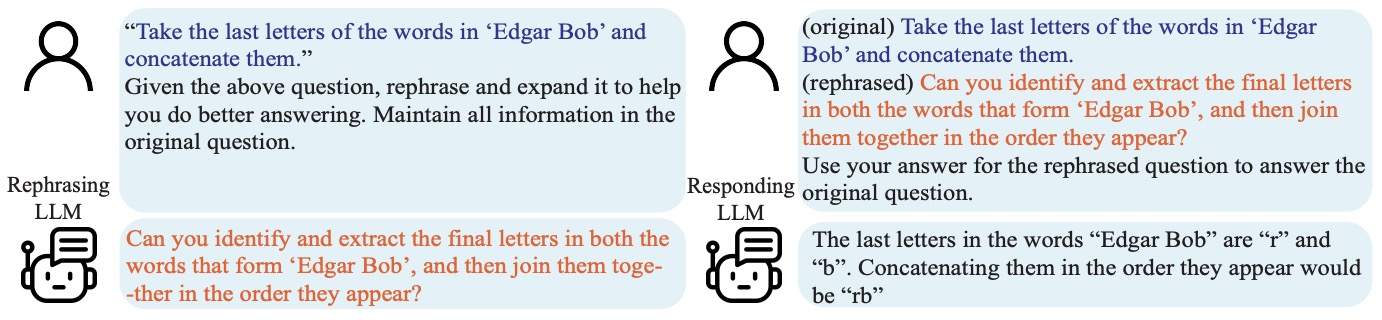 “Take the last letters of the words in ‘Edgar Bob’ and
concatenate them.”
Given the above question, rephrase and expand it to help
you do better answering. Maintain all information in the
original question.
Rephrasing
LLM
Can you identify and extract the final letters in both the
words that form ‘Edgar Bob’, and then join them toge-
-ther in the order they appear?
(original) Take the last letters of the words in ‘Edgar
Bob’ and concatenate them.
(rephrased) Can you identify and extract the final letters
in both the words that form ‘Edgar Bob’, and then join
them together in the order they appear?
Use your answer for the rephrased question to answer the
original question.
Responding
LLM
The last letters in the words “Edgar Bob” are “r” and
“b”. Concatenating them in the order they appear would
be “rb”